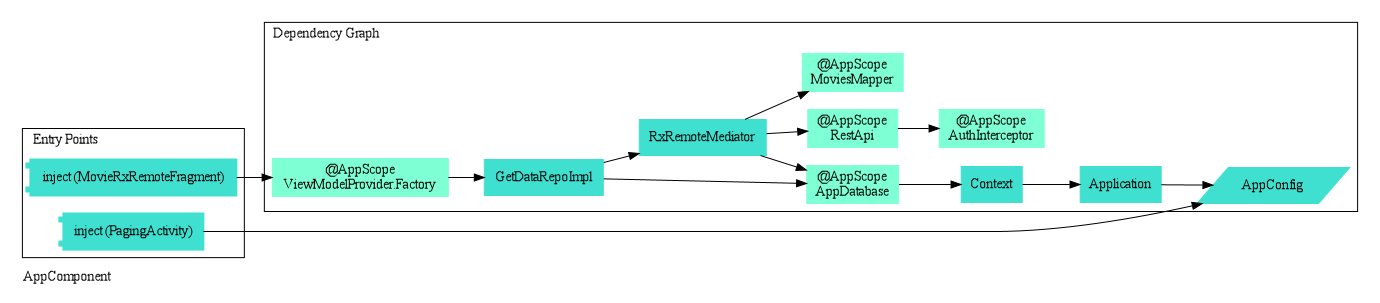 Dependency Graph
@AppScope
MoviesMapper
Entry Points
RxRemoteMediator
@AppScope
RestApi
@AppScope
AuthInterceptor
inject (MovieRxRemoteFragment)
@AppScope
ViewModelProvider.Factory
GetDataRepoImpl
@AppScope
AppDatabase
Context
Application
AppConfig
inject (PagingActivity)
AppComponent